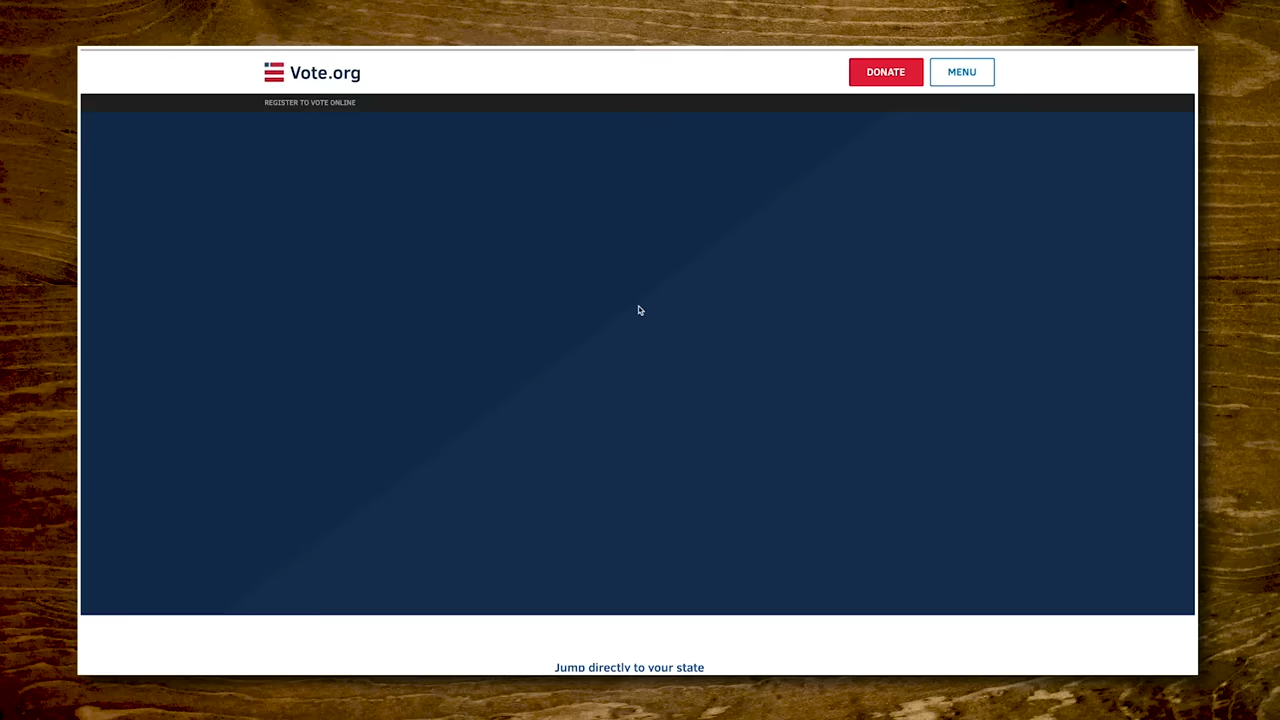 Vote.org
DONATE
MENU
REGISTER TO VOTE ONLINE
Jump directly to your state